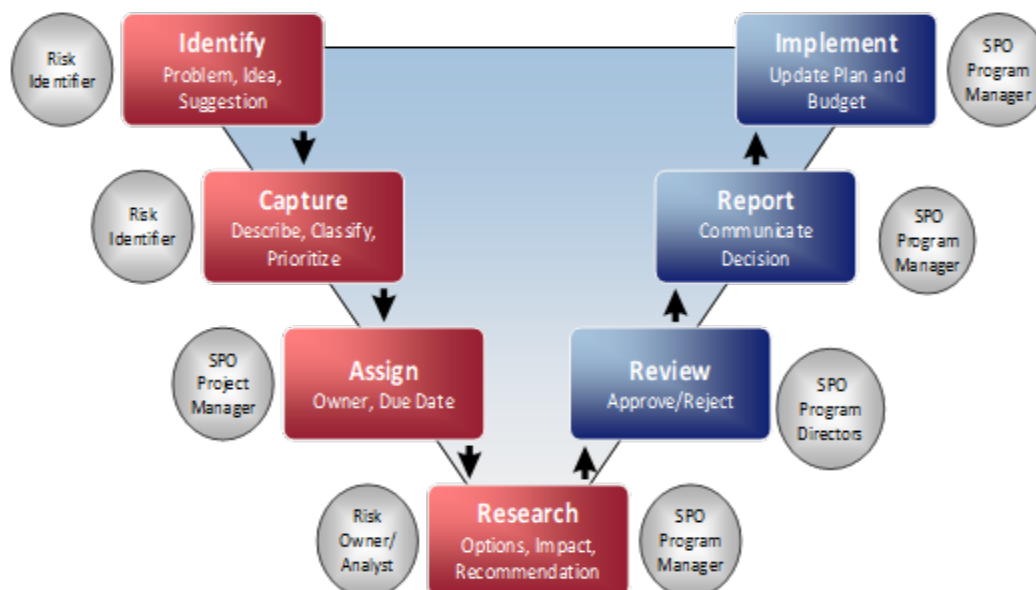 Risk
Identifier
Identify
Problem, Idea,
Suggestion
Implement
Update Plan and
Budget
SPO
Program
Manager
Risk
Identifier
Capture
Describe, Classify,
Prioritize
Report
Communicate
Decision
SPO
Program
Manager
SPO
Project
Manager
Assign
Owner, Due Date
Review
Approve/Reject
SPO
Program
Directors
Risk
Owner/
Analyst
Research
Options, Impact,
Recommendation
SPO
Program
Manager